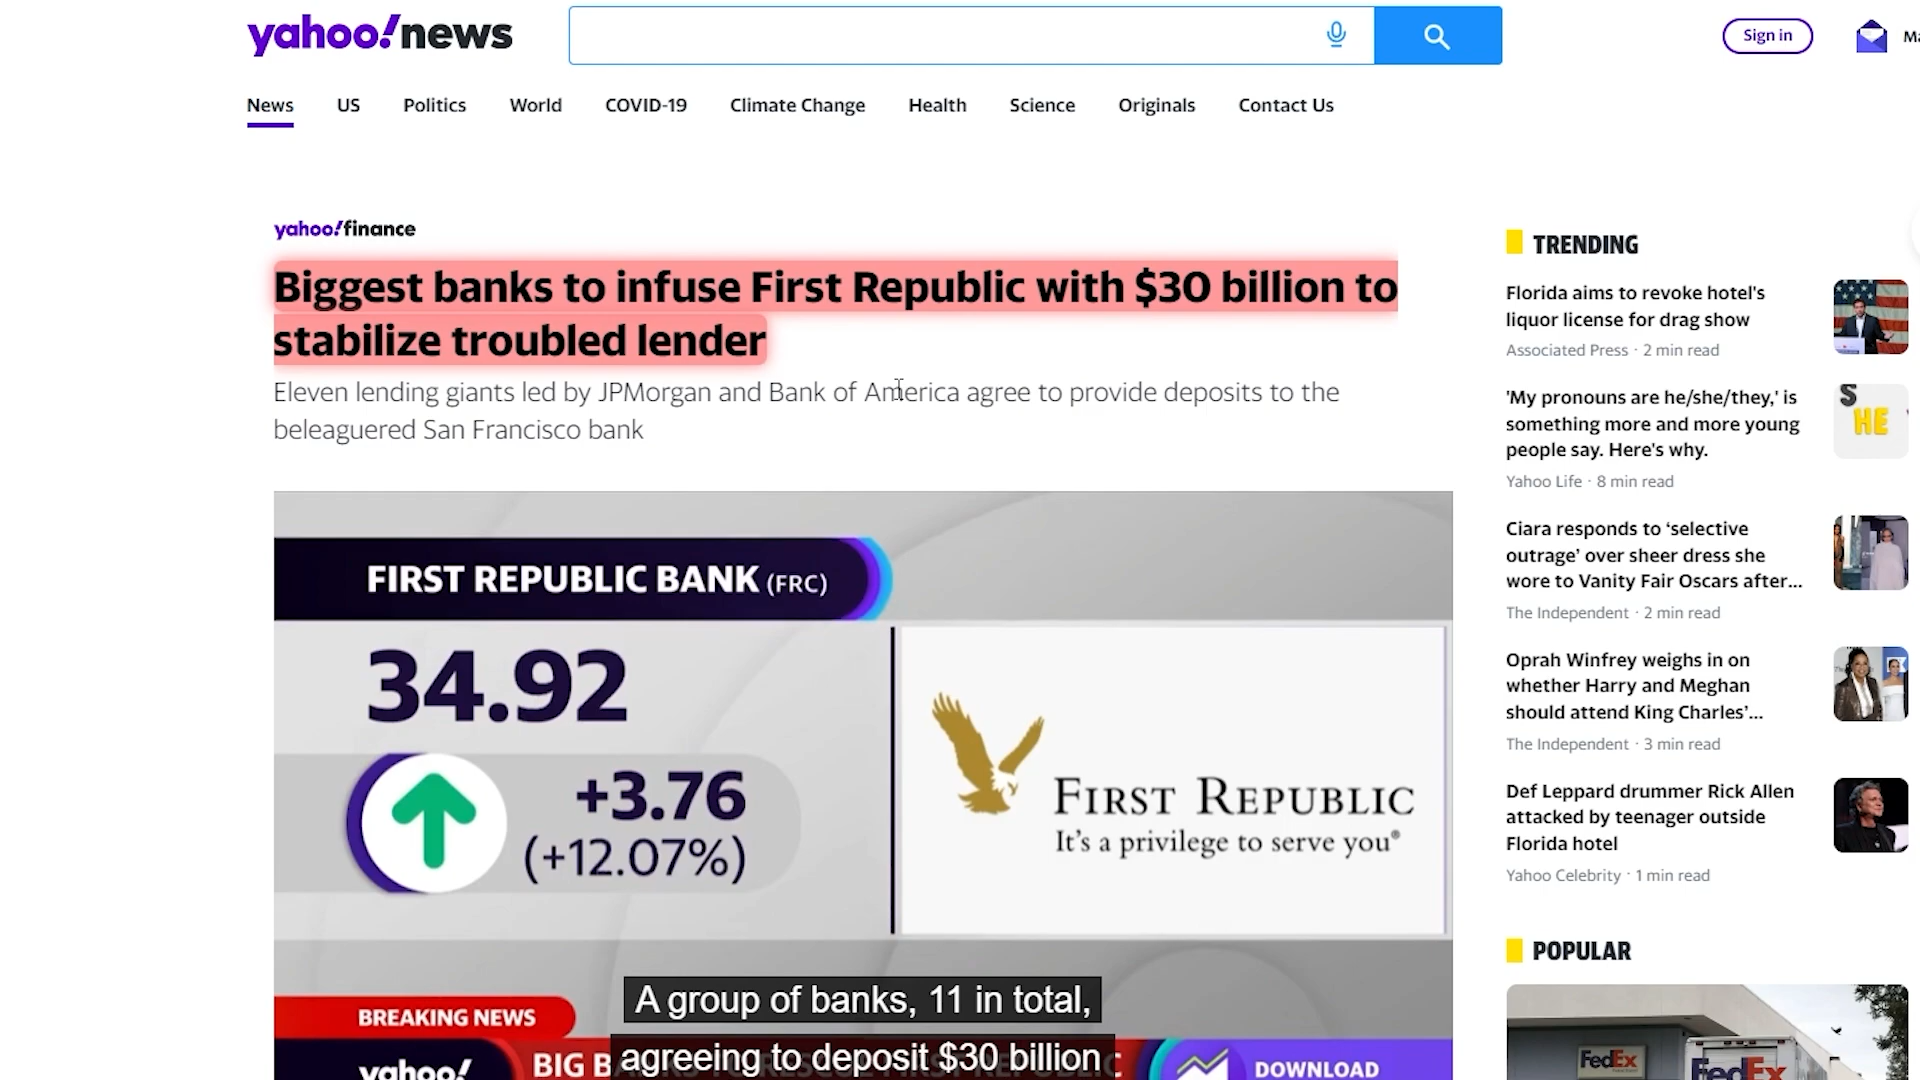 yahoo!news
Sign in
News US Politics World COVID-19 Climate Change Health Science Originals Contact Us
yahoo!finance
Biggest banks to infuse First Republic with $30 billion to
stabilize troubled lender
Eleven lending giants led by JPMorgan and Bank of America agree to provide deposits to the
beleaguered San Francisco bank
FIRST REPUBLIC BANK (FRC)
34.92
+3.76
(+12.07%)
FIRST REPUBLIC
It's a privilege to serve you®
A group of banks, 11 in total,
agreeing to deposit $30 billion
BREAKING NEWS
yahoo!
BIG
DOWNLOAD
TRENDING
Florida aims to revoke hotel's
liquor license for drag show
Associated Press · 2 min read
'My pronouns are he/she/they,' is
something more and more young
people say. Here's why.
Yahoo Life · 8 min read
S
HE
Ciara responds to ‘selective
outrage’ over sheer dress she
wore to Vanity Fair Oscars after...
The Independent · 2 min read
Oprah Winfrey weighs in on
whether Harry and Meghan
should attend King Charles’...
The Independent · 3 min read
Def Leppard drummer Rick Allen
attacked by teenager outside
Florida hotel
Yahoo Celebrity · 1 min read
POPULAR
FedEx
FedEx